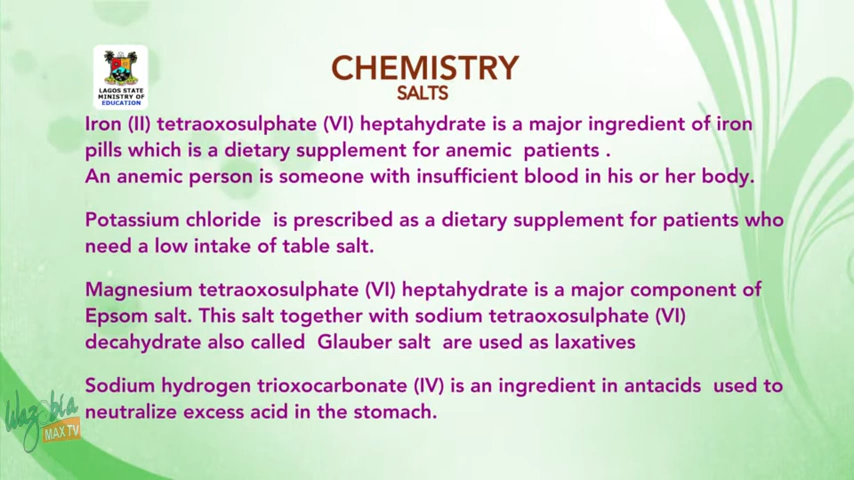 LAGOS STATE
MINISTRY OF
EDUCATION
CHEMISTRY
SALTS
Iron (II) tetraoxosulphate (VI) heptahydrate is a major ingredient of iron
pills which is a dietary supplement for anemic patients .
An anemic person is someone with insufficient blood in his or her body.
Potassium chloride is prescribed as a dietary supplement for patients who
need a low intake of table salt.
Magnesium tetraoxosulphate (VI) heptahydrate is a major component of
Epsom salt. This salt together with sodium tetraoxosulphate (VI)
decahydrate also called Glauber salt are used as laxatives
Sodium hydrogen trioxocarbonate (IV) is an ingredient in antacids used to
neutralize excess acid in the stomach.
Wazobia
MAX TV